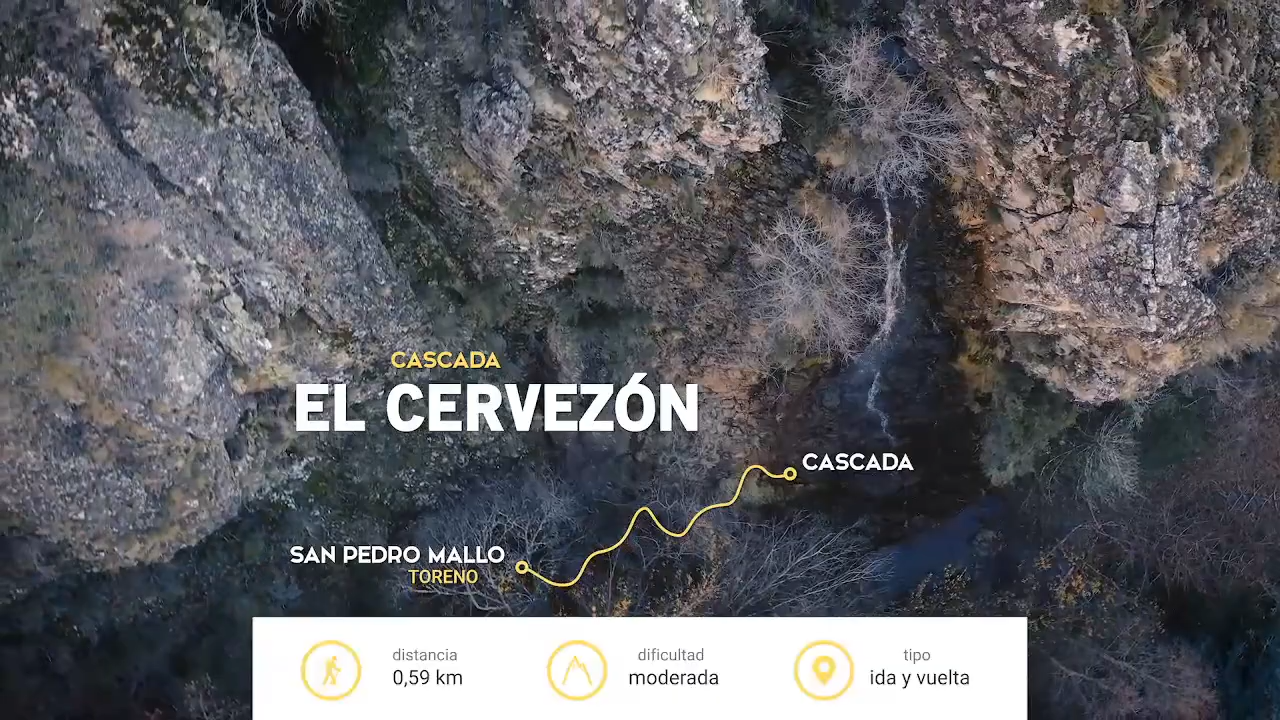 CASCADA
EL CERVEZÓN
CASCADA
SAN PEDRO MALLO
TORENO
distancia
0,59 km
dificultad
moderada
tipo
ida y vuelta